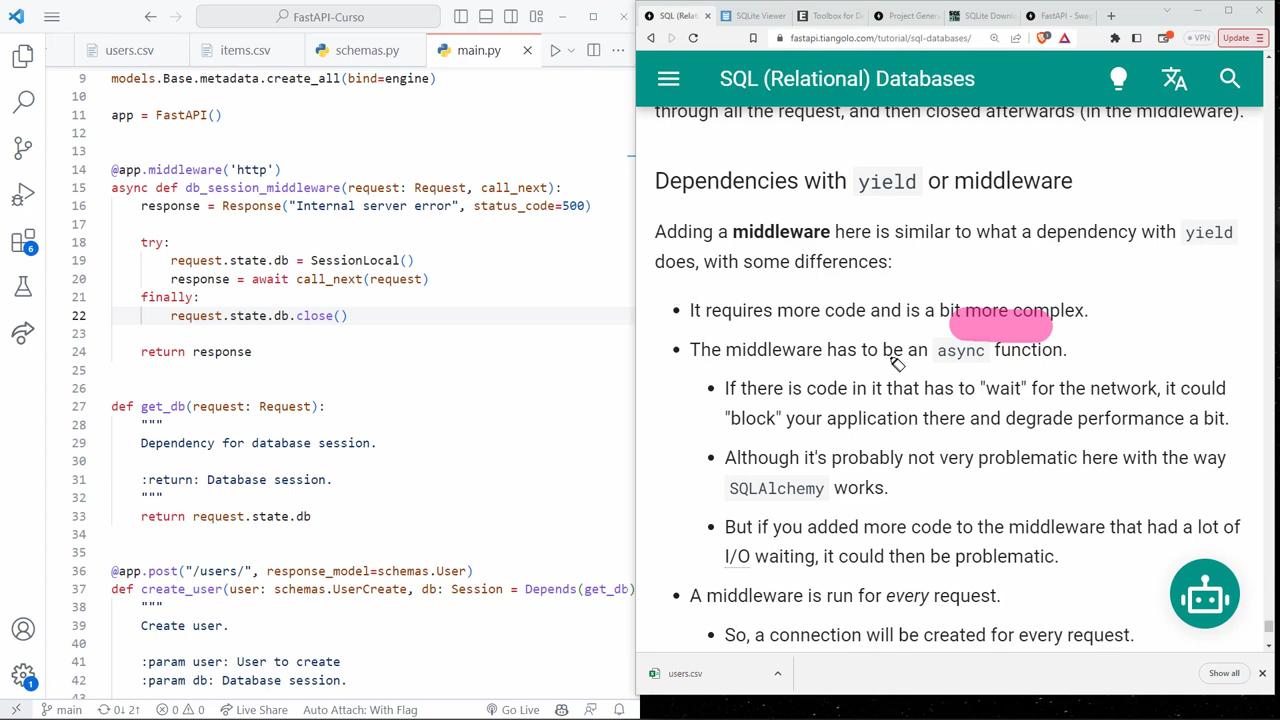 FastAPI-Curso
users.csv
items.csv
schemas.py
main.py
9 models.Base.metadata.create_all(bind=engine)
10
11 app = FastAPI()
12
13
14 @app.middleware('http')
15 async def db_session_middleware(request: Request, call_next):
16 response = Response("Internal server error", status_code=500)
17
18 try:
19 request.state.db = SessionLocal()
20 response = await call_next(request)
21 finally:
22 request.state.db.close()
23
24 return response
25
26
27 def get_db(request: Request):
28 """
29 Dependency for database session.
30
31 :return: Database session.
32 """
33 return request.state.db
34
35
36 @app.post("/users/", response_model=schemas.User)
37 def create_user(user: schemas.UserCreate, db: Session = Depends(get_db)
38 """
39 Create user.
40
41 :param user: User to create
42 :param db: Database session.
43
6
1
main
0↓ 2↑
0
0
Live Share
Auto Attach: With Flag
Go Live
SQL (Relat
SQLite Viewer
Toolbox for De
Project Gener
SQLite Downl
FastAPI - Swag
fastapi.tiangolo.com/tutorial/sql-databases/
VPN
Update
SQL (Relational) Databases
through all the request, and then closed afterwards (in the middleware).
Dependencies with yield or middleware
Adding a middleware here is similar to what a dependency with yield
does, with some differences:
• It requires more code and is a bit more complex.
• The middleware has to be an async function.
• If there is code in it that has to "wait" for the network, it could
"block" your application there and degrade performance a bit.
• Although it's probably not very problematic here with the way
SQLAlchemy works.
• But if you added more code to the middleware that had a lot of
I/O waiting, it could then be problematic.
• A middleware is run for every request.
• So, a connection will be created for every request.
users.csv
Show all